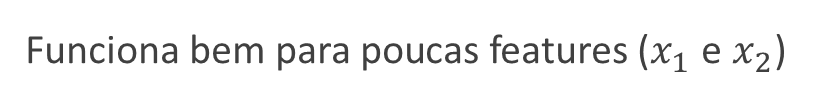 Funciona bem para poucas features (x₁ e x₂)